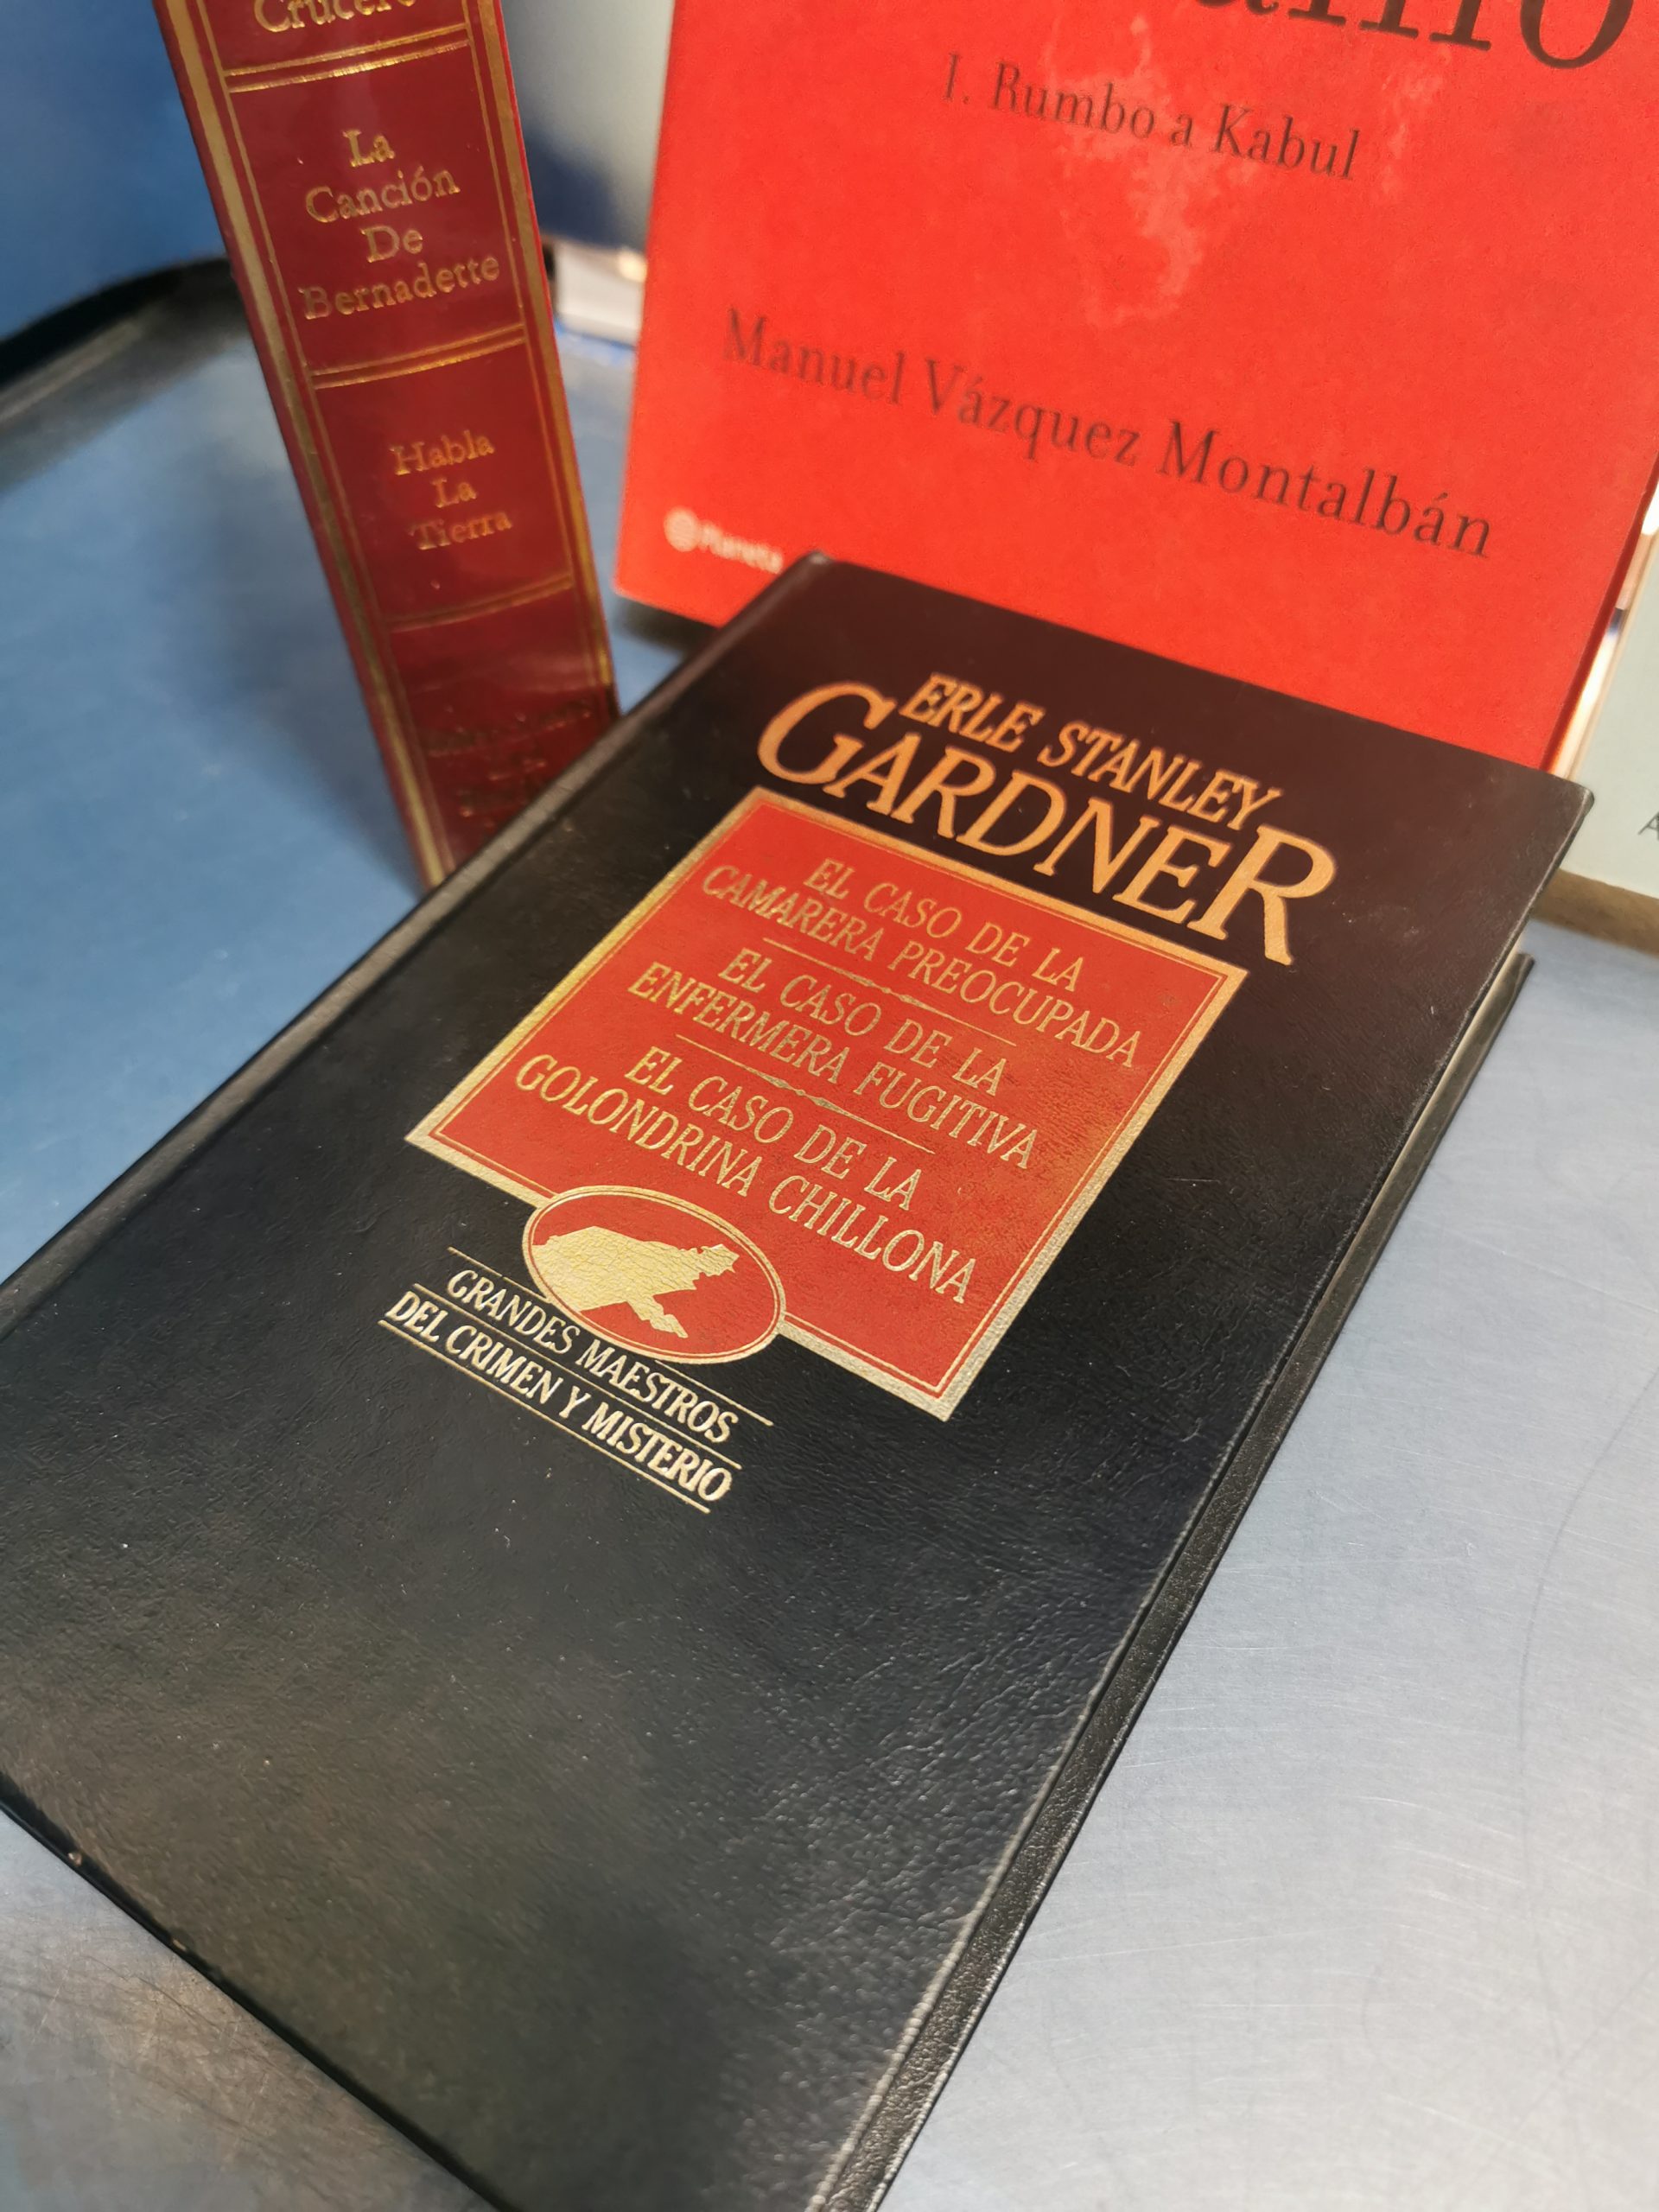 Crucero
La
Canción
De
Bernadette
Habla
La
Tierra
I. Rumbo a Kabul
Manuel Vázquez Montalbán
Planeta
ERLE STANLEY
GARDNER
EL CASO DE LA
CAMARERA PREOCUPADA
EL CASO DE LA
ENFERMERA FUGITIVA
EL CASO DE LA
GOLONDRINA CHILLONA
GRANDES MAESTROS
DEL CRIMEN Y MISTERIO